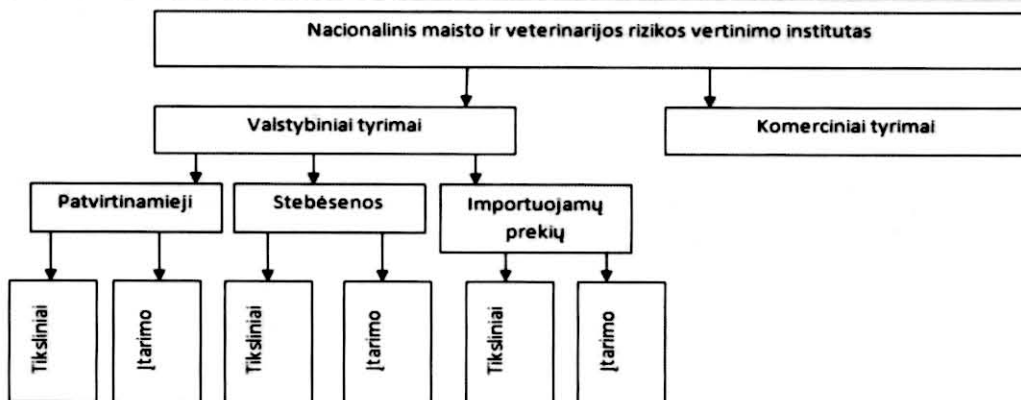 Nacionalinis maisto ir veterinarijos rizikos vertinimo institutas
Valstybiniai tyrimai
Komerciniai tyrimai
Patvirtinamieji
Stebėsenos
Importuojamų
prekių
Tiksliniai
Įtarimo
Tiksliniai
Įtarimo
Tiksliniai
Įtarimo